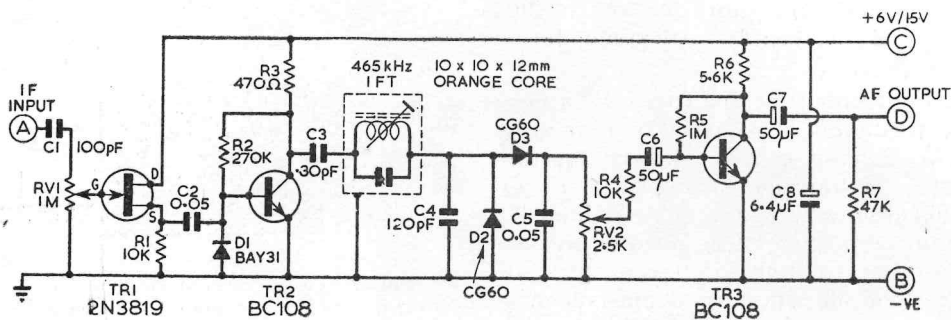 +6V/15V
C
R3
470Ω
465kHz
1FT
10 x 10 x 12mm
ORANGE CORE
R6
5·6K
C7
50µF
AF OUTPUT
D
1F
INPUT
A
C1
100pF
RV1
1M
G
D
S
R1
10K
C2
0·05
R2
270K
D1
BAY31
C3
·30pF
C4
120pF
CG60
D3
D2
CG60
C5
0·05
RV2
2·5K
R4
10K
C6
50µF
R5
1M
C8
6·4µF
R7
47K
B
-VE
TR1
2N3819
TR2
BC108
TR3
BC108